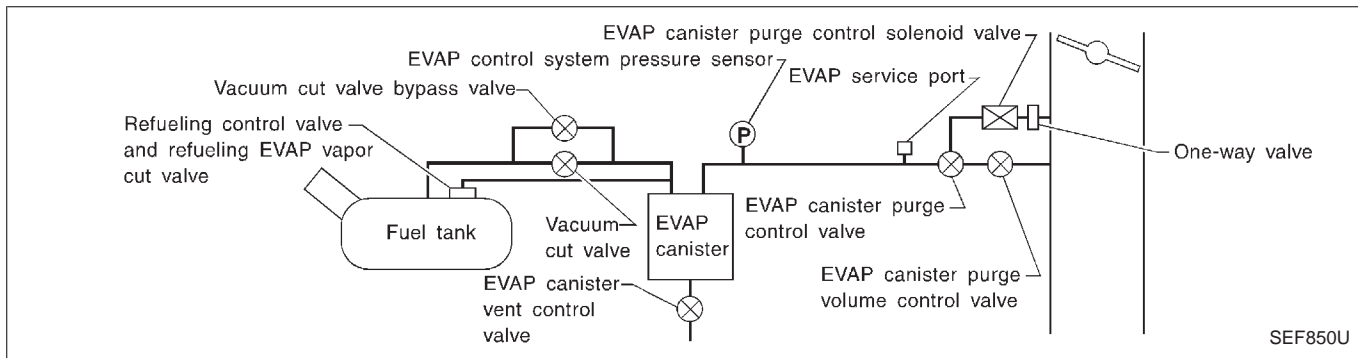 EVAP canister purge control solenoid valve
EVAP control system pressure sensor
EVAP service port
Vacuum cut valve bypass valve
Refueling control valve
and refueling EVAP vapor
cut valve
P
One-way valve
Fuel tank
Vacuum
cut valve
EVAP
canister
EVAP canister purge
control valve
EVAP canister
vent control
valve
EVAP canister purge
volume control valve
SEF850U